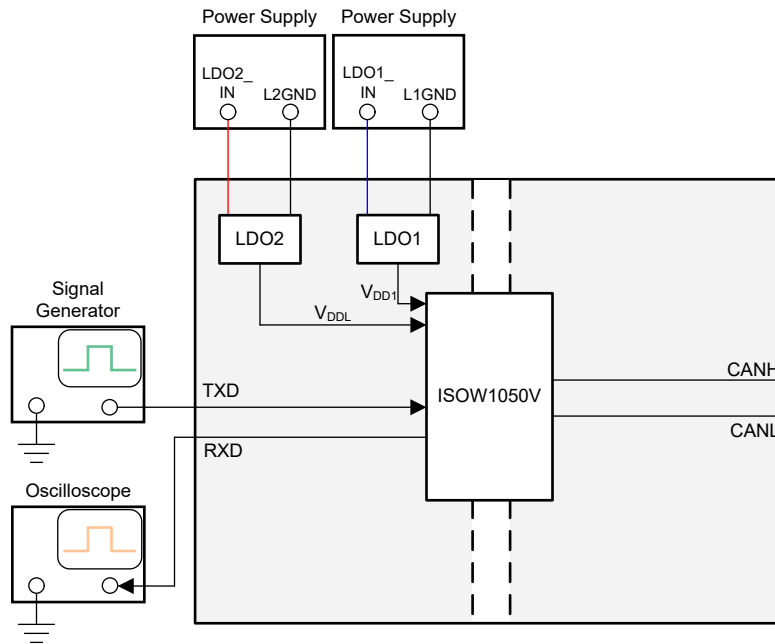 Power Supply
Power Supply
LDO2_
IN
L2GND
LDO1_
IN
L1GND
LDO2
LDO1
VDD1
VDDL
Signal
Generator
TXD
ISOW1050V
CANH
CANL
RXD
Oscilloscope